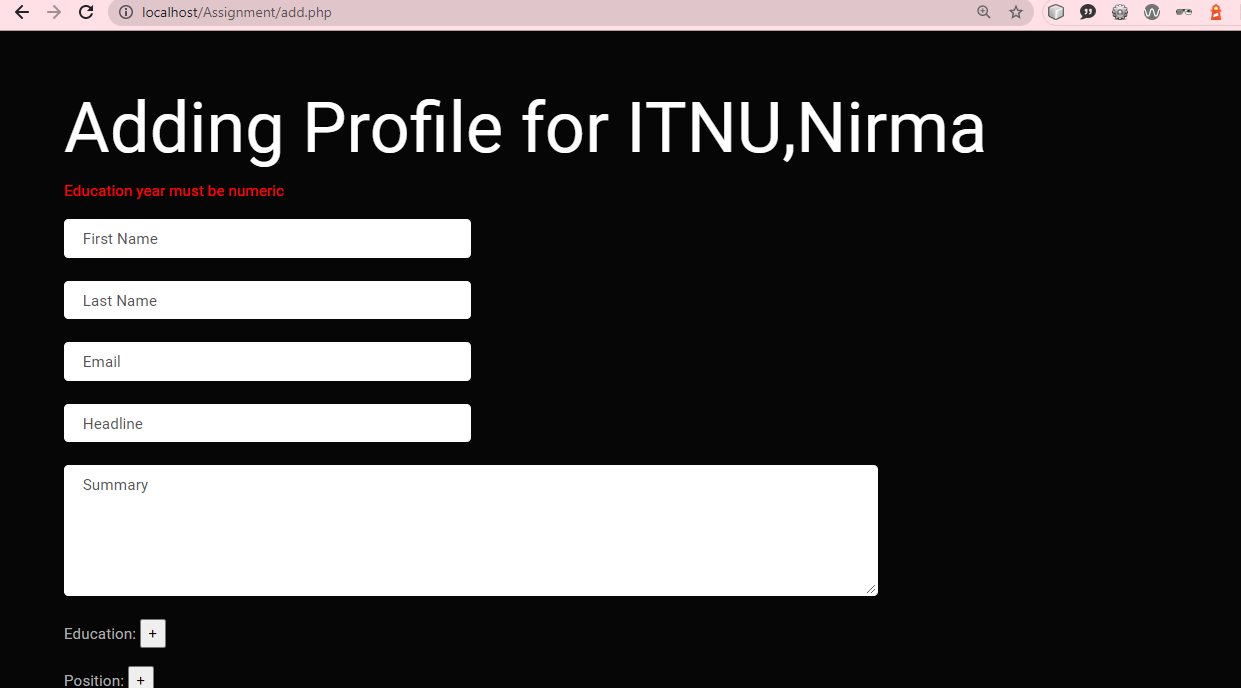 localhost/Assignment/add.php
Adding Profile for ITNU,Nirma
Education year must be numeric
First Name
Last Name
Email
Headline
Summary
Education: +
Position: +